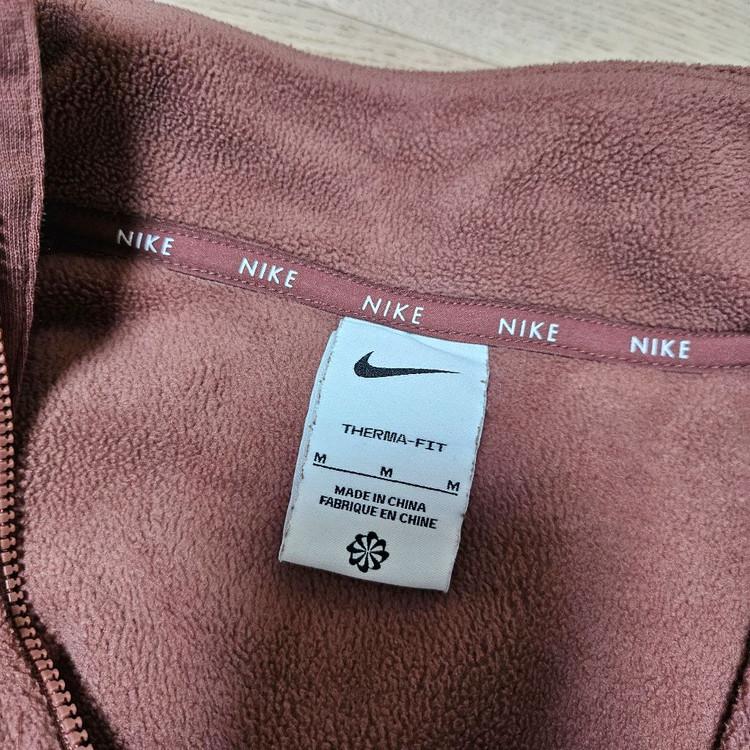 NIKE NIKE NIKE NIKE NIKE
THERMA-FIT
M M M
MADE IN CHINA
FABRIQUE EN CHINE